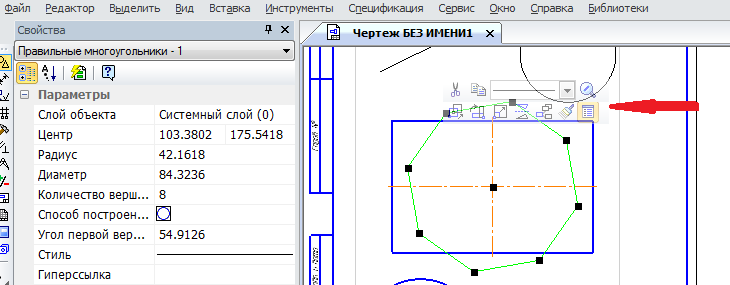 Редактор Выделить Вид Вставка Инструменты Спецификация Сервис Окно Справка Библиотеки
Свойства
Чертеж БЕЗ ИМЕНИ1
Правильные многоугольники - 1
Параметры
Слой объекта Системный слой (0)
Центр 103.3802 175.5418
Радиус 42.1618
Диаметр 84.3236
Количество верш... 8
Способ построен...
Угол первой вер... 54.9126
Стиль
Гиперссылка